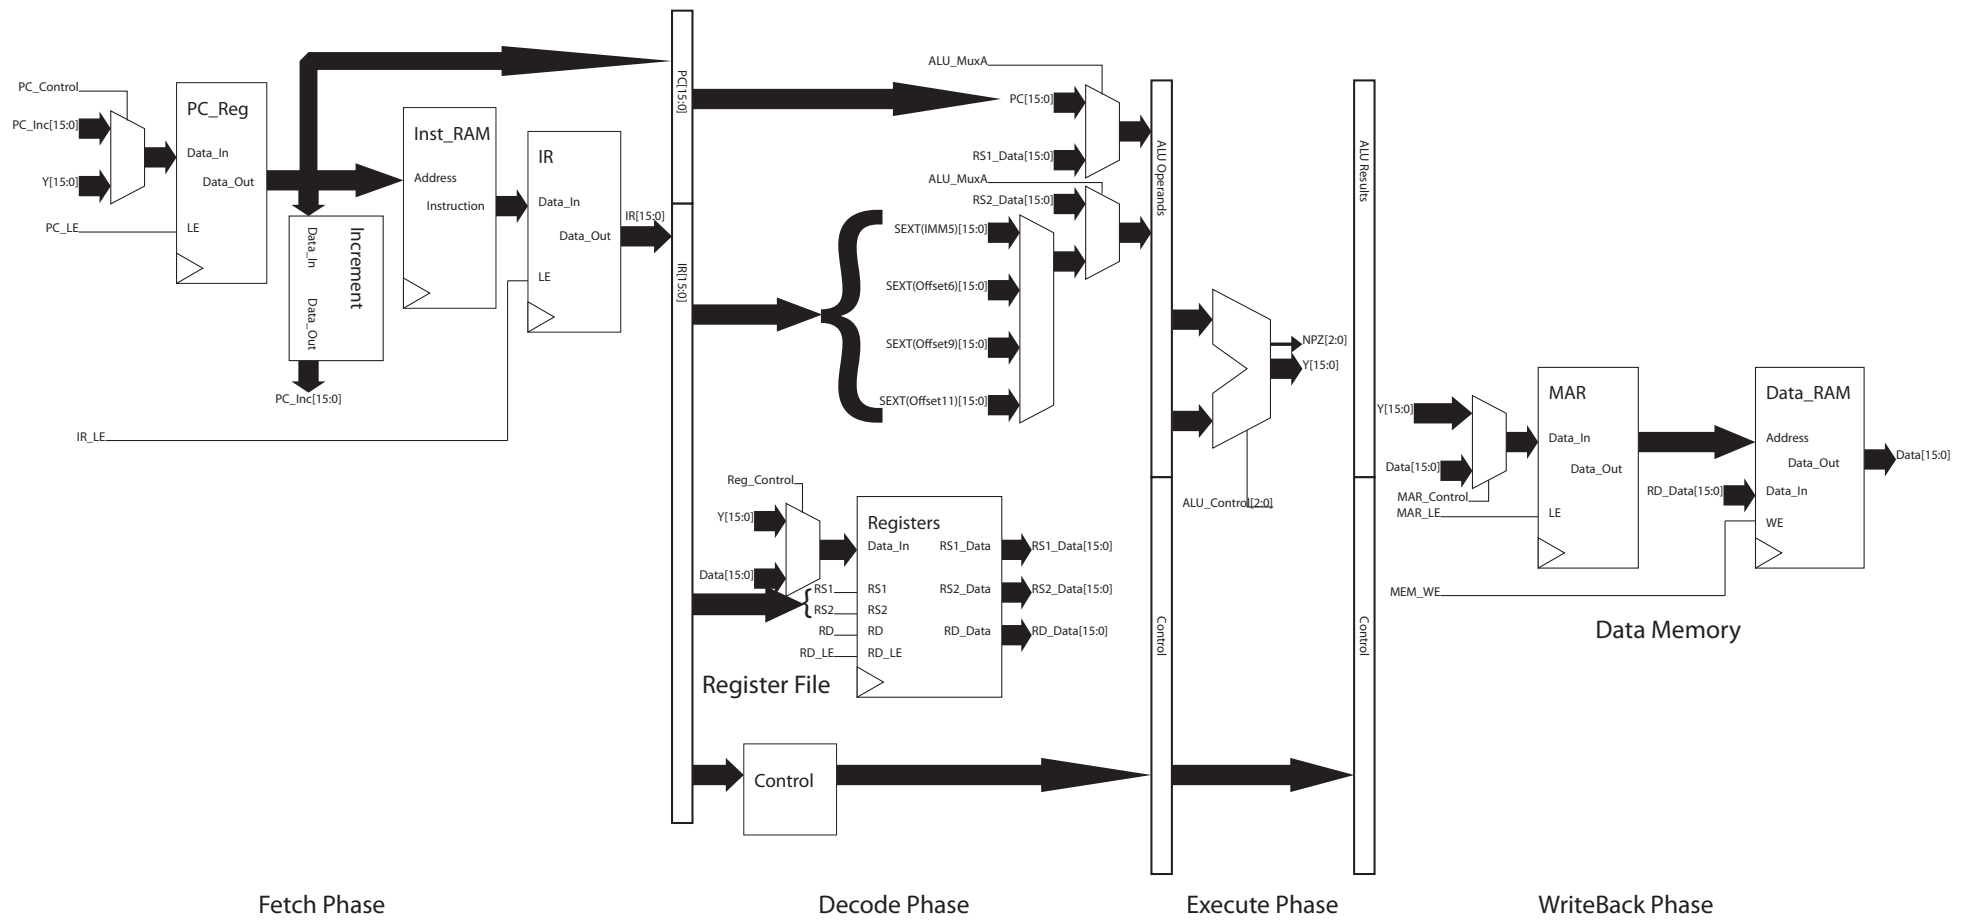 PC_Control
PC_Inc[15:0]
Y[15:0]
PC_LE
PC_Reg
Data_In
Data_Out
LE
Increment
Data_In
Data_Out
PC_Inc[15:0]
IR_LE
Inst_RAM
Address
Instruction
IR
Data_In
Data_Out
LE
IR[15:0]
PC[15:0]
IR[15:0]
ALU_MuxA
PC[15:0]
RS1_Data[15:0]
ALU_MuxA
RS2_Data[15:0]
SEXT(IMM5)[15:0]
SEXT(Offset6)[15:0]
SEXT(Offset9)[15:0]
SEXT(Offset11)[15:0]
Reg_Control
Y[15:0]
Data[15:0]
RS1
RS2
RD
RD_LE
Registers
Data_In
RS1
RS2
RD
RD_LE
RS1_Data
RS2_Data
RD_Data
RS1_Data[15:0]
RS2_Data[15:0]
RD_Data[15:0]
Register File
Control
ALU Operands
Control
NPZ[2:0]
Y[15:0]
ALU_Control[2:0]
ALU Results
Control
Y[15:0]
Data[15:0]
MAR_Control
MAR_LE
MEM_WE
MAR
Data_In
Data_Out
LE
RD_Data[15:0]
Data_RAM
Address
Data_Out
Data_In
WE
Data[15:0]
Data Memory
Fetch Phase
Decode Phase
Execute Phase
WriteBack Phase